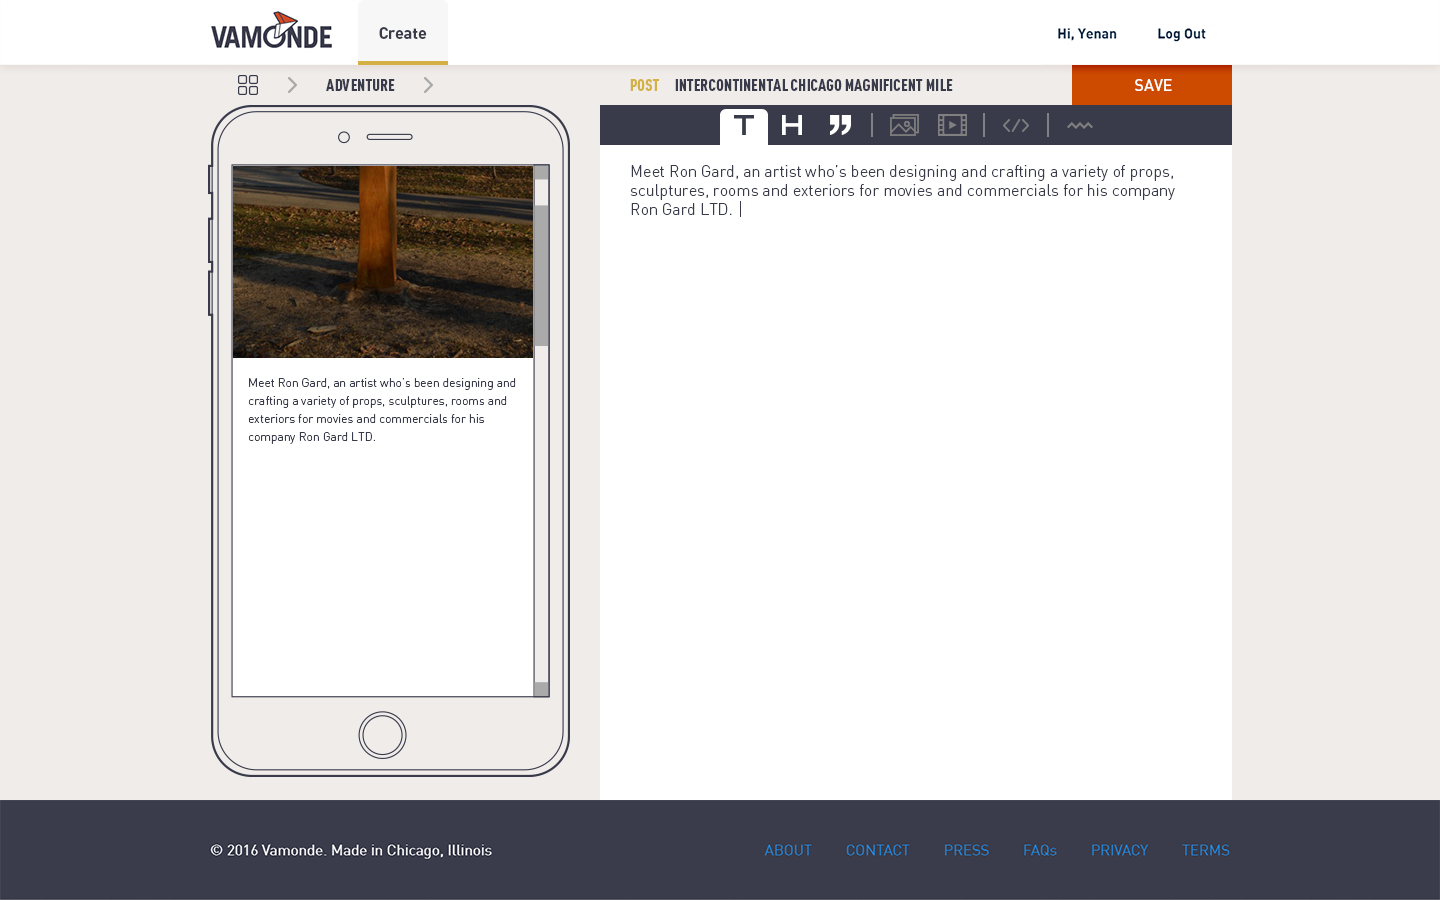 VAMONDE
Create
Hi, Yenan
Log Out
ADVENTURE
POST INTERCONTINENTAL CHICAGO MAGNIFICENT MILE
SAVE
T H ”
Meet Ron Gard, an artist who's been designing and crafting a variety of props,
sculptures, rooms and exteriors for movies and commercials for his company
Ron Gard LTD.
Meet Ron Gard, an artist who's been designing and
crafting a variety of props, sculptures, rooms and
exteriors for movies and commercials for his
company Ron Gard LTD.
© 2016 Vamonde. Made in Chicago, Illinois
ABOUT CONTACT PRESS FAQs PRIVACY TERMS